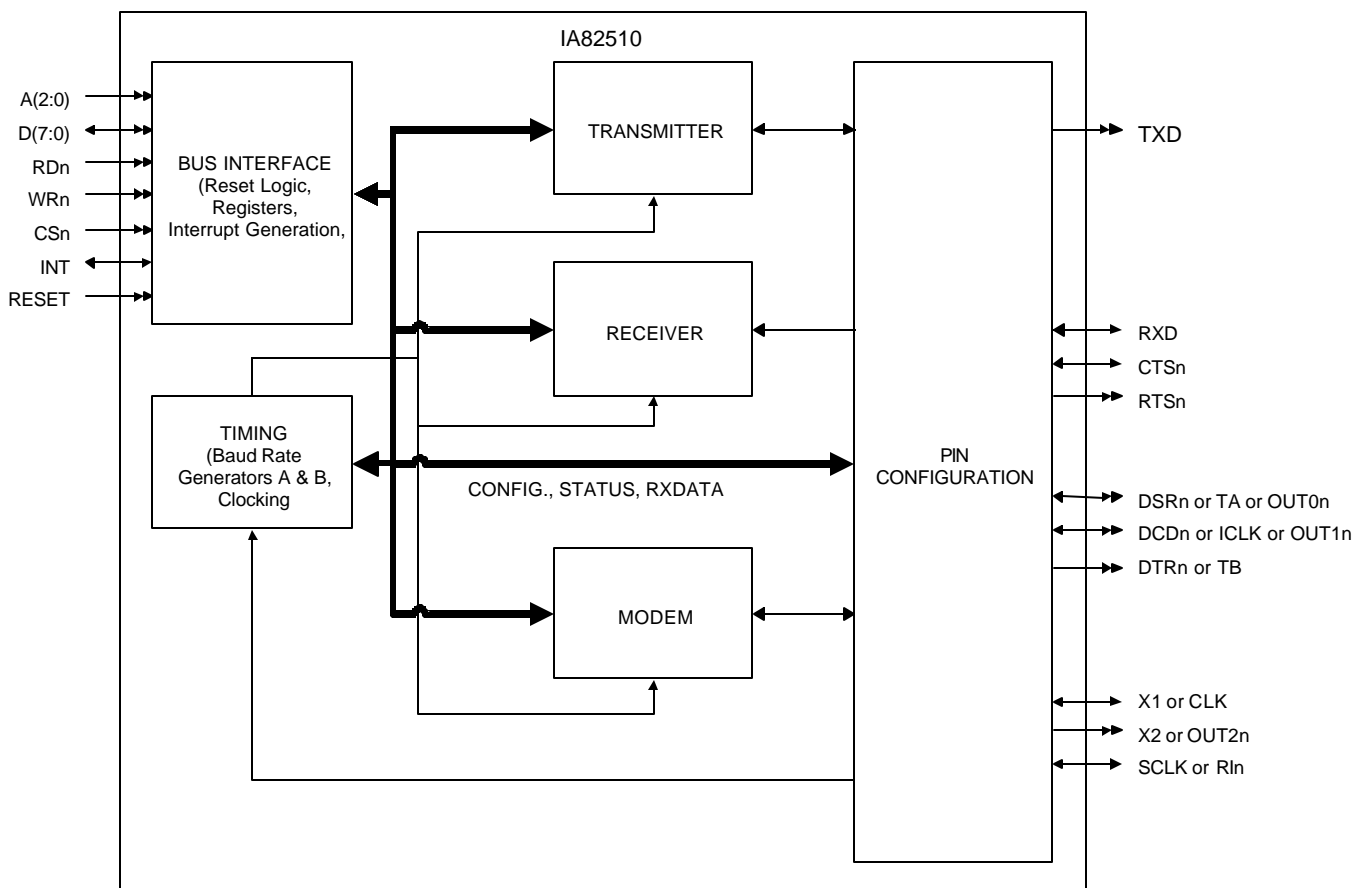 IA82510
A(2:0)
D(7:0)
RDn
WRn
CSn
INT
RESET
BUS INTERFACE
(Reset Logic,
Registers,
Interrupt Generation,
TIMING
(Baud Rate
Generators A & B,
Clocking
TRANSMITTER
RECEIVER
CONFIG., STATUS, RXDATA
MODEM
PIN
CONFIGURATION
TXD
RXD
CTSn
RTSn
DSRn or TA or OUT0n
DCDn or ICLK or OUT1n
DTRn or TB
X1 or CLK
X2 or OUT2n
SCLK or RIn